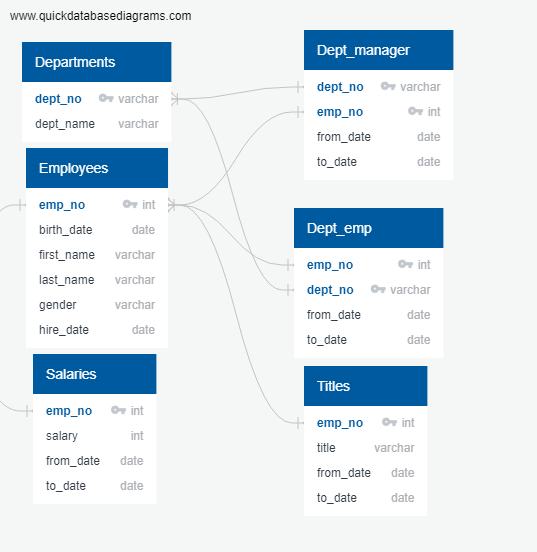 www.quickdatabasediagrams.com
Departments
dept_no varchar
dept_name varchar
Employees
emp_no int
birth_date date
first_name varchar
last_name varchar
gender varchar
hire_date date
Salaries
emp_no int
salary int
from_date date
to_date date
Dept_manager
dept_no varchar
emp_no int
from_date date
to_date date
Dept_emp
emp_no int
dept_no varchar
from_date date
to_date date
Titles
emp_no int
title varchar
from_date date
to_date date